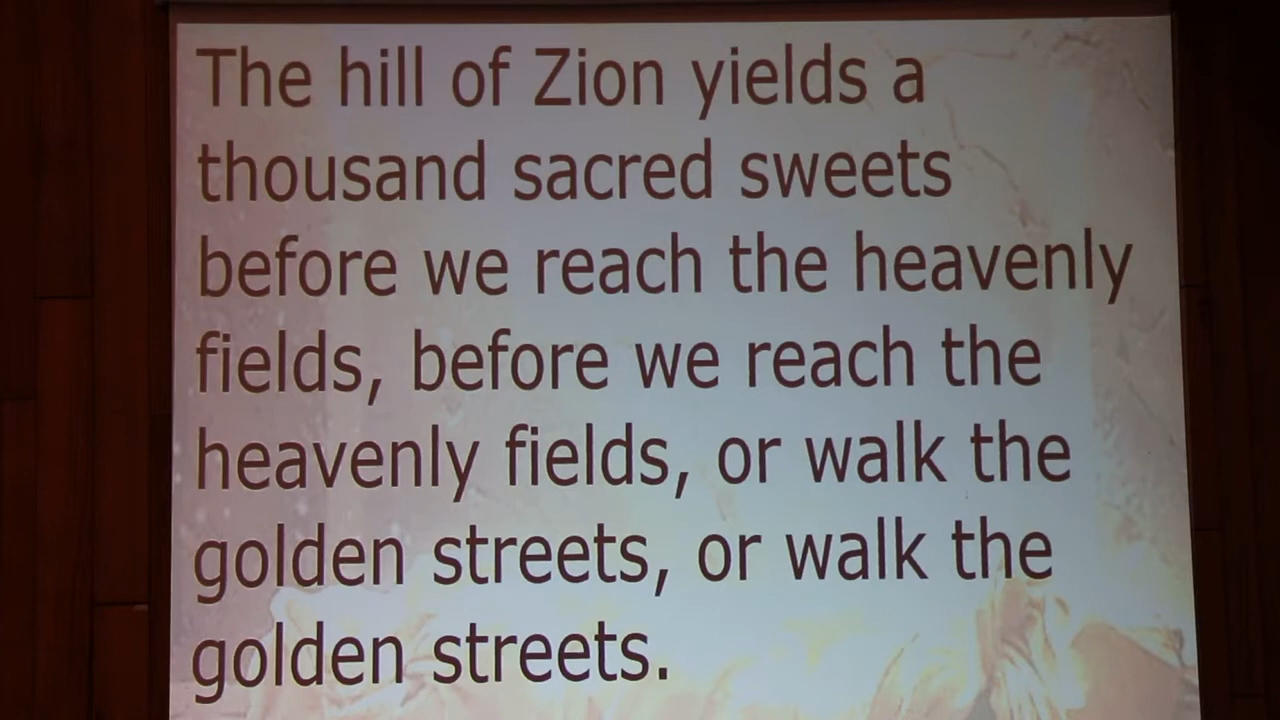 The hill of Zion yields a
thousand sacred sweets
before we reach the heavenly
fields, before we reach the
heavenly fields, or walk the
golden streets, or walk the
golden streets.